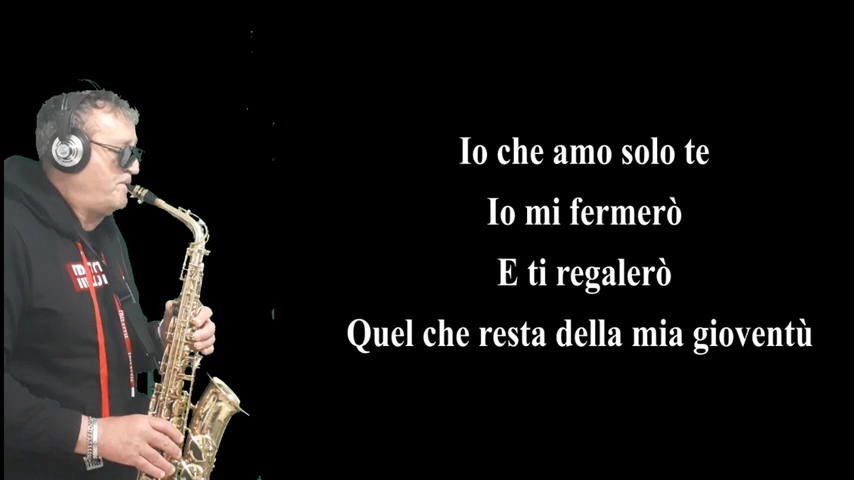 Io che amo solo te
Io mi fermerò
E ti regalerò
Quel che resta della mia gioventù